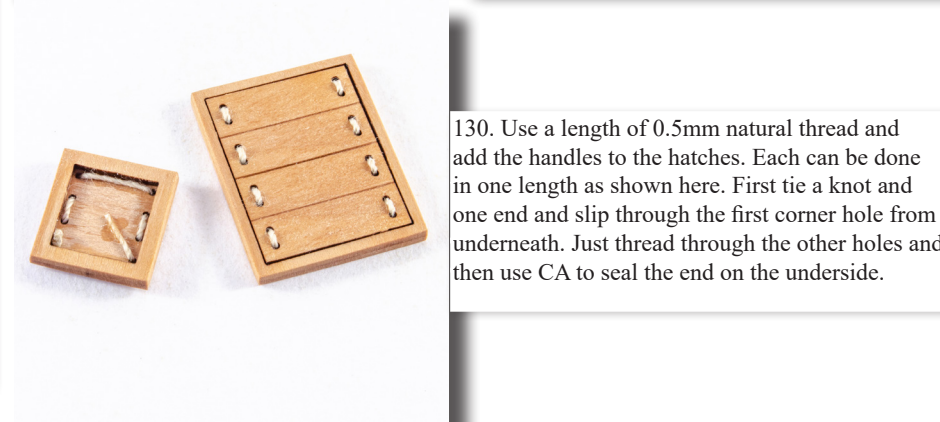 130. Use a length of 0.5mm natural thread and
add the handles to the hatches. Each can be done
in one length as shown here. First tie a knot and
one end and slip through the first corner hole from
underneath. Just thread through the other holes and
then use CA to seal the end on the underside.